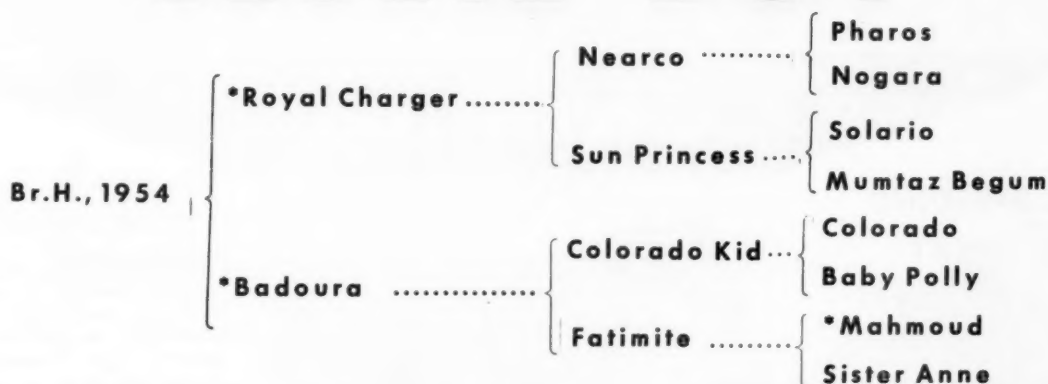 Pharos
Nearco ........
Nogara
*Royal Charger ........
Solario
Sun Princess ....
Mumtaz Begum
Br.H., 1954
Colorado
Colorado Kid ....
Baby Polly
*Badoura ............
*Mahmoud
Fatimite ........
Sister Anne